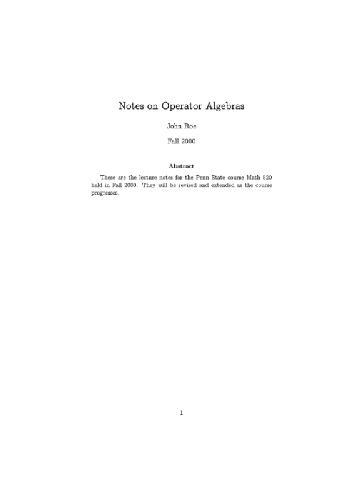 Notes on Operator Algebras
John Roe
Fall 2000
Abstract
These are the lecture notes for the Penn State course Math 520
held in Fall 2000. They will be revised and extended as the course
progresses.
1